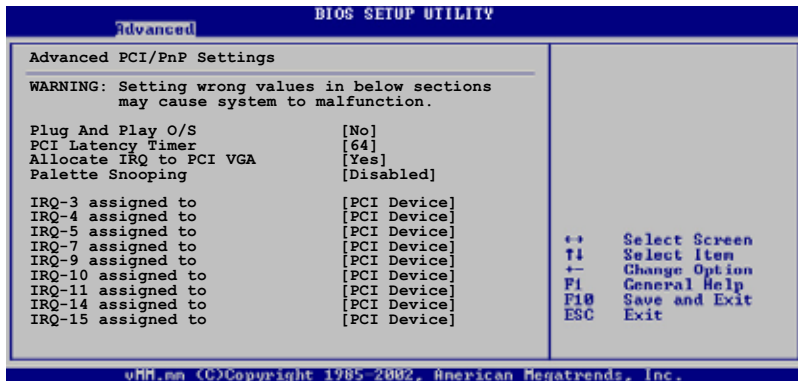 BIOS SETUP UTILITY
Advanced
Advanced PCI/PnP Settings
WARNING: Setting wrong values in below sections
may cause system to malfunction.
Plug And Play O/S [No]
PCI Latency Timer [64]
Allocate IRQ to PCI VGA [Yes]
Palette Snooping [Disabled]
IRQ-3 assigned to [PCI Device]
IRQ-4 assigned to [PCI Device]
IRQ-5 assigned to [PCI Device]
IRQ-7 assigned to [PCI Device]
IRQ-9 assigned to [PCI Device]
IRQ-10 assigned to [PCI Device]
IRQ-11 assigned to [PCI Device]
IRQ-14 assigned to [PCI Device]
IRQ-15 assigned to [PCI Device]
↔ Select Screen
↑↓ Select Item
+- Change Option
F1 General Help
F10 Save and Exit
ESC Exit
vMM.mm (C)Copyright 1985-2002, American Megatrends, Inc.